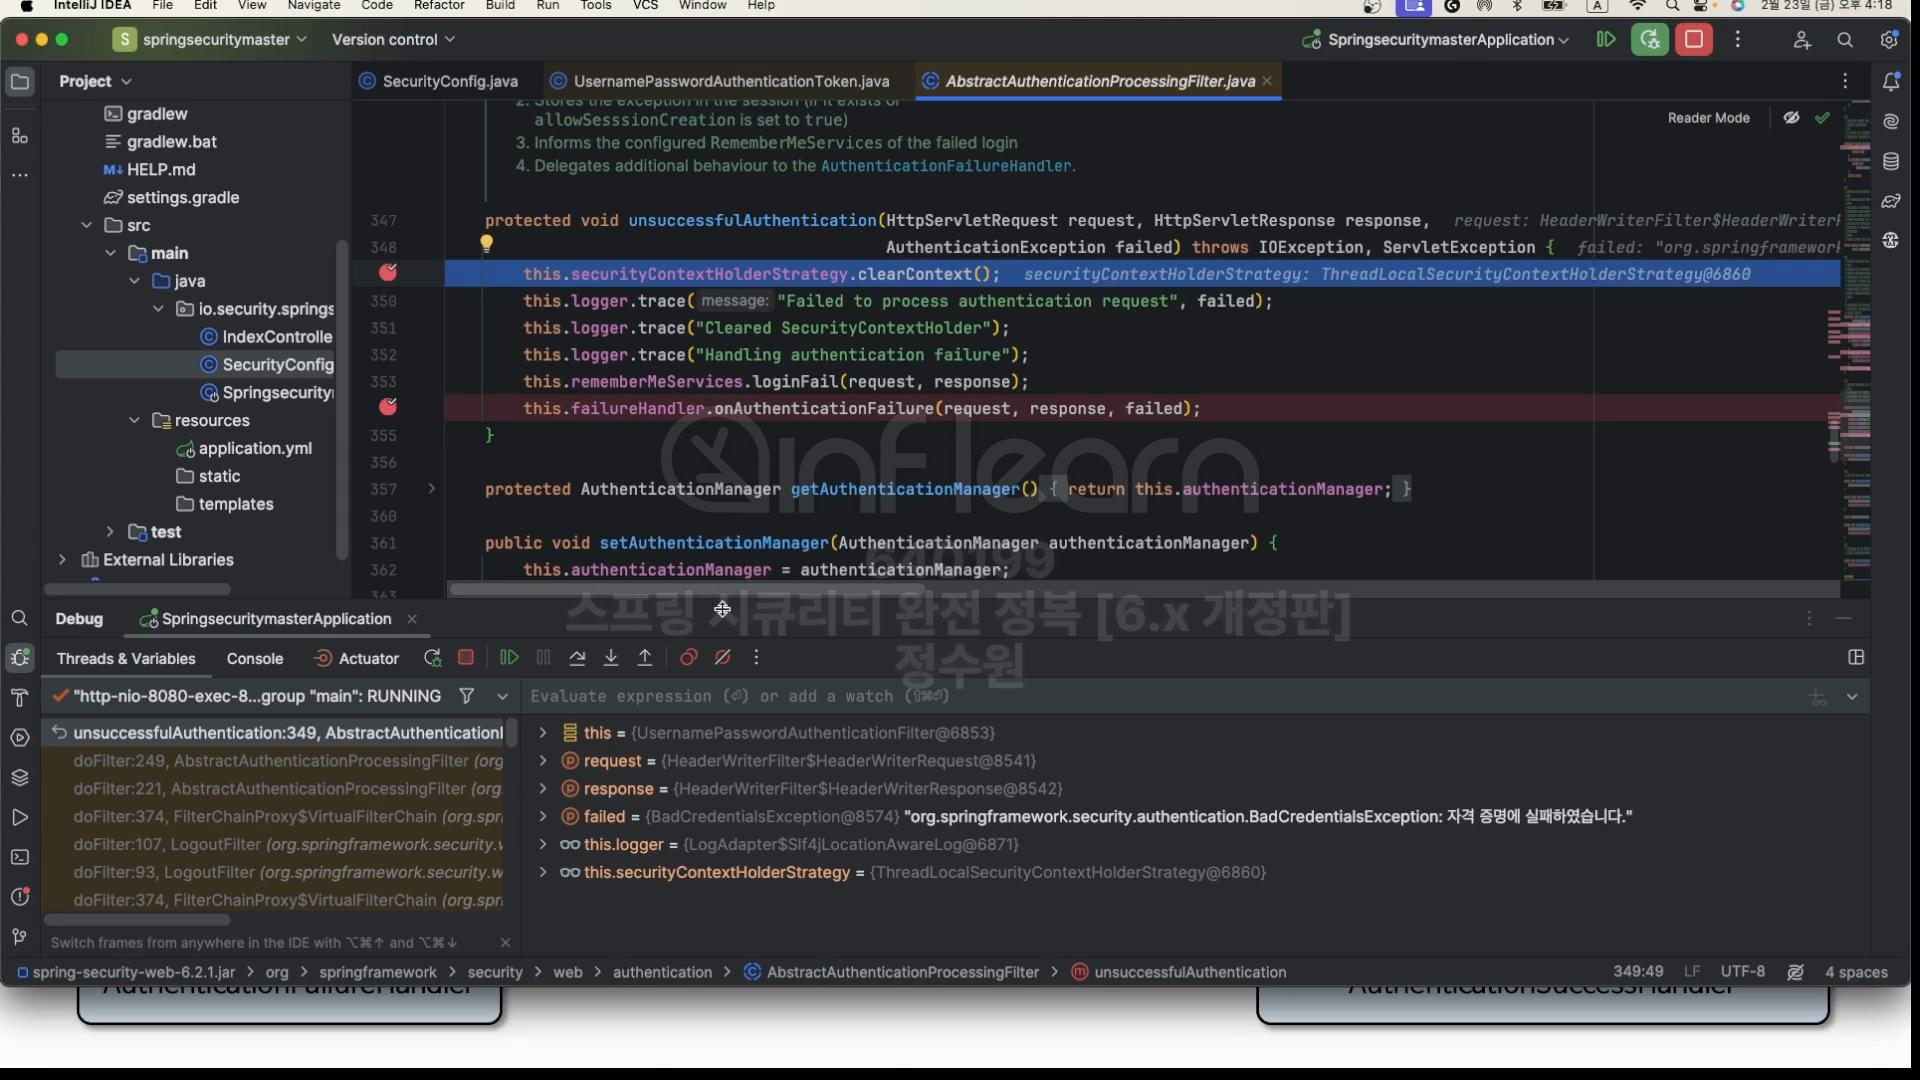 IntelliJ IDEA File Edit View Navigate Code Refactor Build Run Tools VCS Window Help A 2월 23일 (금) 오후 4:18
S springsecuritymaster Version control SpringsecuritymasterApplication
Project SecurityConfig.java UsernamePasswordAuthenticationToken.java AbstractAuthenticationProcessingFilter.java
gradlew
gradlew.bat
HELP.md
settings.gradle
src
main
java
io.security.springs
IndexControlle
SecurityConfig
Springsecurity
resources
application.yml
static
templates
test
External Libraries
Reader Mode
2. Stores the exception in the session (if it exists or
allowSesssionCreation is set to true)
3. Informs the configured RememberMeServices of the failed login
4. Delegates additional behaviour to the AuthenticationFailureHandler.
347 protected void unsuccessfulAuthentication(HttpServletRequest request, HttpServletResponse response, request: HeaderWriterFilter$HeaderWriterR
348 AuthenticationException failed) throws IOException, ServletException { failed: "org.springframework
this.securityContextHolderStrategy.clearContext(); securityContextHolderStrategy: ThreadLocalSecurityContextHolderStrategy@6860
350 this.logger.trace( message: "Failed to process authentication request", failed);
351 this.logger.trace("Cleared SecurityContextHolder");
352 this.logger.trace("Handling authentication failure");
353 this.rememberMeServices.loginFail(request, response);
this.failureHandler.onAuthenticationFailure(request, response, failed);
355 }
356
357 protected AuthenticationManager getAuthenticationManager() { return this.authenticationManager; }
360
361 public void setAuthenticationManager(AuthenticationManager authenticationManager) {
362 this.authenticationManager = authenticationManager;
363
inflearn
640199
스프링 시큐리티 완전 정복 [6.x 개정판]
정수원
Debug SpringsecuritymasterApplication
Threads & Variables Console Actuator
"http-nio-8080-exec-8...group "main": RUNNING
unsuccessfulAuthentication:349, AbstractAuthenticationI
doFilter:249, AbstractAuthenticationProcessingFilter (org
doFilter:221, AbstractAuthenticationProcessingFilter (org.
doFilter:374, FilterChainProxy$VirtualFilterChain (org.spri
doFilter:107, LogoutFilter (org.springframework.security.w
doFilter:93, LogoutFilter (org.springframework.security.w
doFilter:374, FilterChainProxy$VirtualFilterChain (org.spri
Switch frames from anywhere in the IDE with ⌥⌘↑ and ⌥⌘↓
Evaluate expression (⏎) or add a watch (⇧⌘⏎)
this = {UsernamePasswordAuthenticationFilter@6853}
request = {HeaderWriterFilter$HeaderWriterRequest@8541}
response = {HeaderWriterFilter$HeaderWriterResponse@8542}
failed = {BadCredentialsException@8574} "org.springframework.security.authentication.BadCredentialsException: 자격 증명에 실패하였습니다."
this.logger = {LogAdapter$Slf4jLocationAwareLog@6871}
this.securityContextHolderStrategy = {ThreadLocalSecurityContextHolderStrategy@6860}
spring-security-web-6.2.1.jar > org > springframework > security > web > authentication > AbstractAuthenticationProcessingFilter > unsuccessfulAuthentication 349:49 LF UTF-8 4 spaces
AuthenticationFailureHandler AuthenticationSuccessHandler